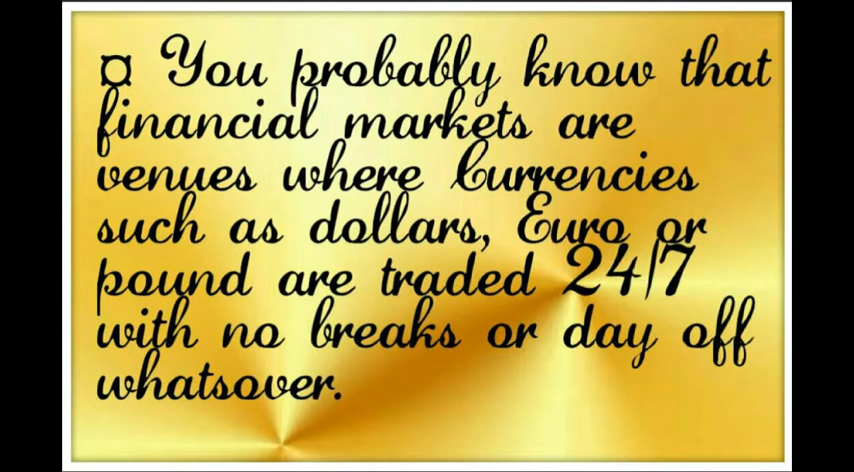 ¤ You probably know that
financial markets are
venues where Currencies
such as dollars, Euro or
pound are traded 24/7
with no breaks or day off
whatsover.